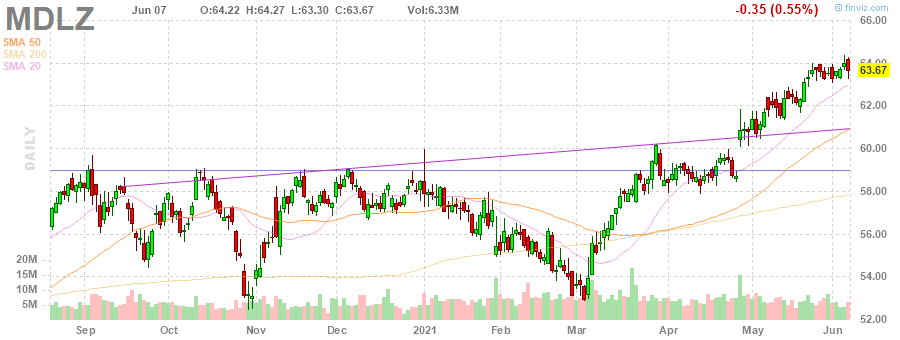 MDLZ
Jun 07 O:64.22 H:64.27 L:63.30 C:63.67 Vol:6.33M -0.35 (0.55%)
© finviz.com
SMA 50
SMA 200
SMA 20
DAILY
66.00
64.00
63.67
62.00
60.00
58.00
56.00
54.00
52.00
20M
15M
10M
5M
Sep Oct Nov Dec 2021 Feb Mar Apr May Jun